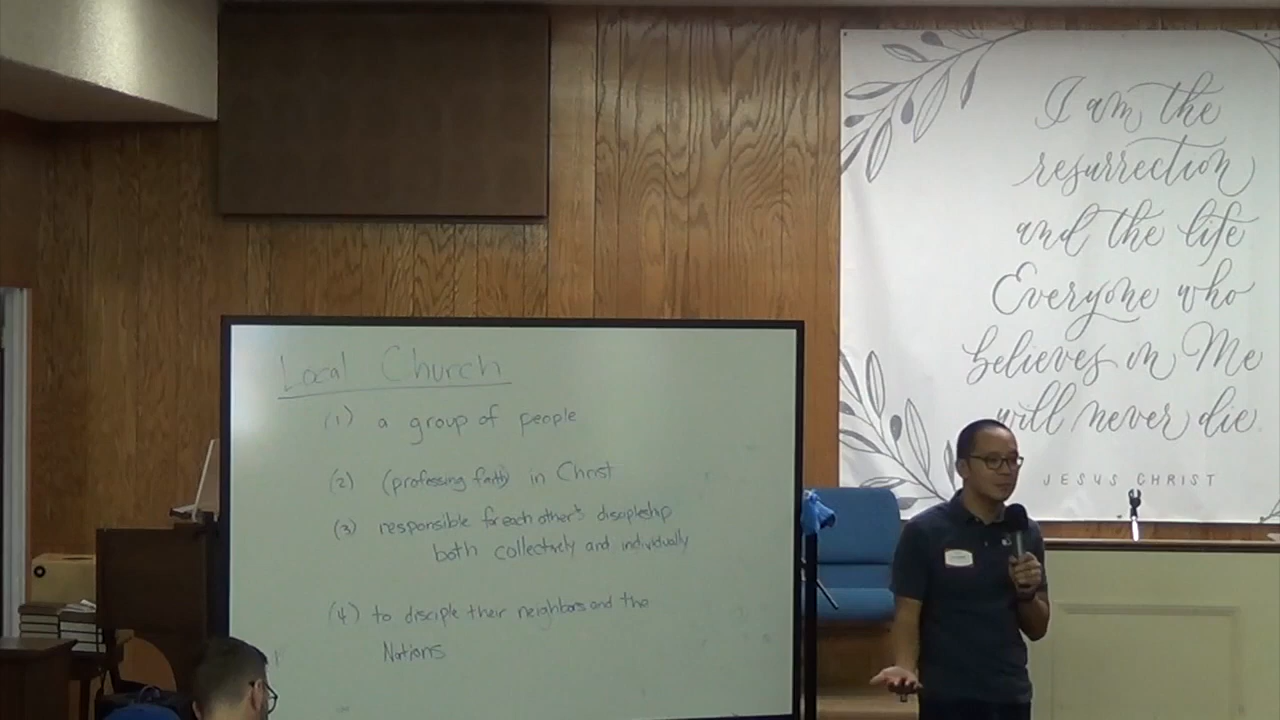 Local Church
(1) a group of people
(2) (professing faith) in Christ
(3) responsible for each other's discipleship
both collectively and individually
(4) to disciple their neighbors and the
Nations
I am the
resurrection
and the life
Everyone who
believes in Me
will never die.
JESUS CHRIST